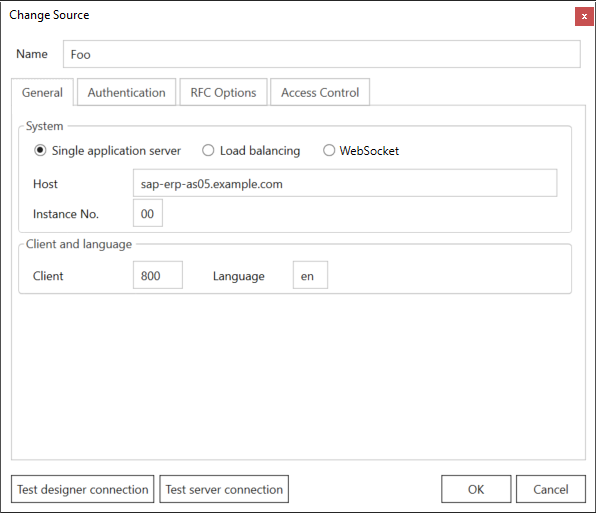 Change Source
x
Name Foo
General Authentication RFC Options Access Control
System
Single application server Load balancing WebSocket
Host sap-erp-as05.example.com
Instance No. 00
Client and language
Client 800 Language en
Test designer connection Test server connection OK Cancel